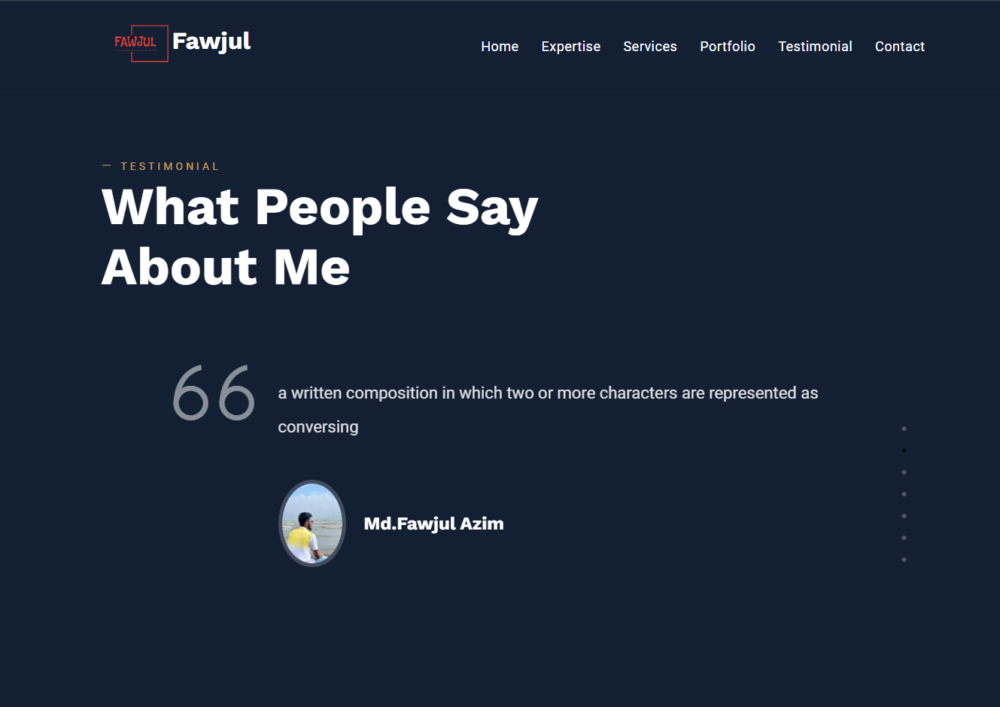 FAWJUL
Fawjul
Home Expertise Services Portfolio Testimonial Contact
— TESTIMONIAL
What People Say
About Me
66
a written composition in which two or more characters are represented as
conversing
Md.Fawjul Azim